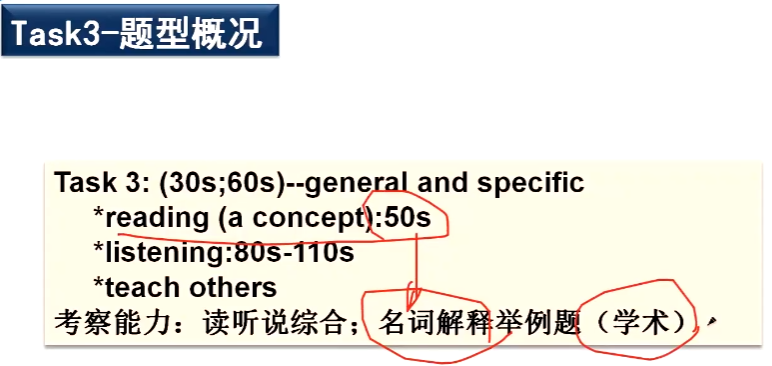 Task3-题型概况
Task 3: (30s;60s)--general and specific
*reading (a concept):50s
*listening:80s-110s
*teach others
考察能力：读听说综合；名词解释举例题（学术）